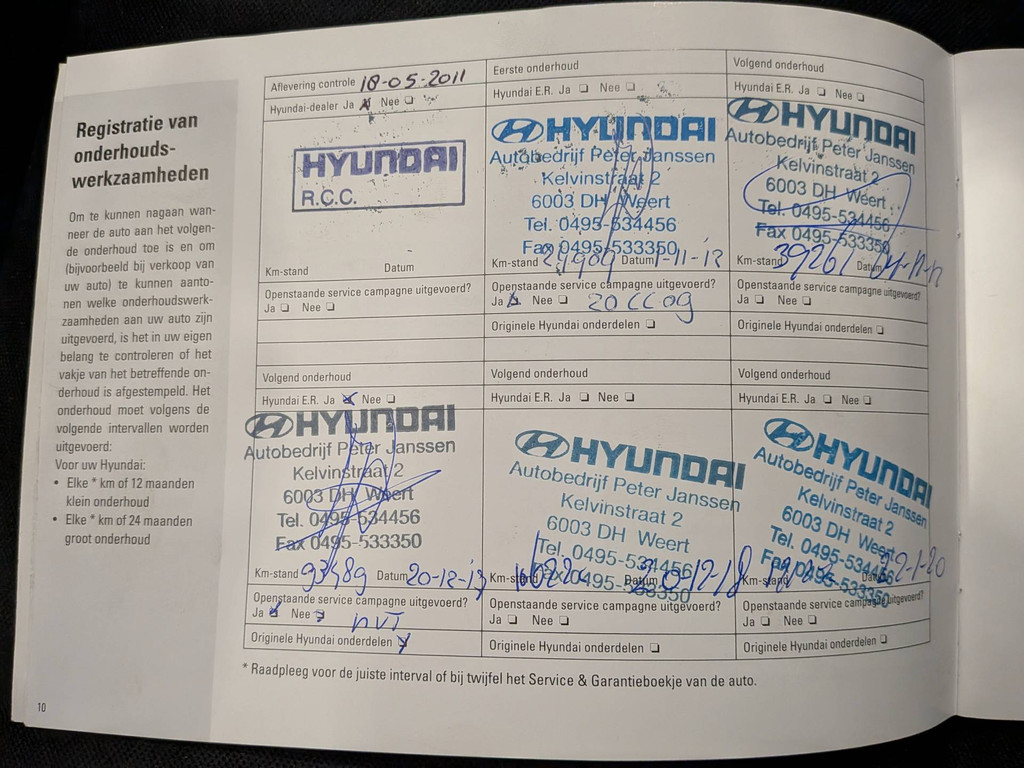 Registratie van
onderhouds-
werkzaamheden
Om te kunnen nagaan wan-
neer de auto aan het volgen-
de onderhoud toe is en om
(bijvoorbeeld bij verkoop van
uw auto) te kunnen aanto-
nen welke onderhoudswerk-
zaamheden aan uw auto zijn
uitgevoerd, is het in uw eigen
belang te controleren of het
vakje van het betreffende on-
derhoud is afgestempeld. Het
onderhoud moet volgens de
volgende intervallen worden
uitgevoerd:
Voor uw Hyundai:
• Elke * km of 12 maanden
klein onderhoud
• Elke * km of 24 maanden
groot onderhoud
10
Aflevering controle 18-05-2011
Hyundai-dealer Ja Nee
HYUNDAI
R.C.C.
Km-stand Datum
Openstaande service campagne uitgevoerd?
Ja Nee
Eerste onderhoud
Hyundai E.R. Ja Nee
HYUNDAI
Autobedrijf Peter Janssen
Kelvinstraat 2
6003 DH Weert
Tel. 0495-534456
Fax 0495-533350
Km-stand Datum 1-11-12
Openstaande service campagne uitgevoerd?
Ja Nee 20CC09
Originele Hyundai onderdelen
Volgend onderhoud
Hyundai E.R. Ja Nee
HYUNDAI
Autobedrijf Peter Janssen
Kelvinstraat 2
6003 DH Weert
Tel. 0495-534456
Fax 0495-533350
Km-stand 39261 Datum
Openstaande service campagne uitgevoerd?
Ja Nee
Originele Hyundai onderdelen
Volgend onderhoud
Hyundai E.R. Ja Nee
HYUNDAI
Autobedrijf Peter Janssen
Kelvinstraat 2
6003 DH Weert
Tel. 0495-534456
Fax 0495-533350
Km-stand 93489 Datum 20-12-13
Openstaande service campagne uitgevoerd?
Ja Nee nvt
Originele Hyundai onderdelen
Volgend onderhoud
Hyundai E.R. Ja Nee
HYUNDAI
Autobedrijf Peter Janssen
Kelvinstraat 2
6003 DH Weert
Tel. 0495-534456
Fax 0495-533350
Km-stand Datum
Openstaande service campagne uitgevoerd?
Ja Nee
Originele Hyundai onderdelen
Volgend onderhoud
Hyundai E.R. Ja Nee
HYUNDAI
Autobedrijf Peter Janssen
Kelvinstraat 2
6003 DH Weert
Tel. 0495-534456
Fax 0495-533350
Openstaande service campagne uitgevoerd?
Ja Nee
Originele Hyundai onderdelen
* Raadpleeg voor de juiste interval of bij twijfel het Service & Garantieboekje van de auto.